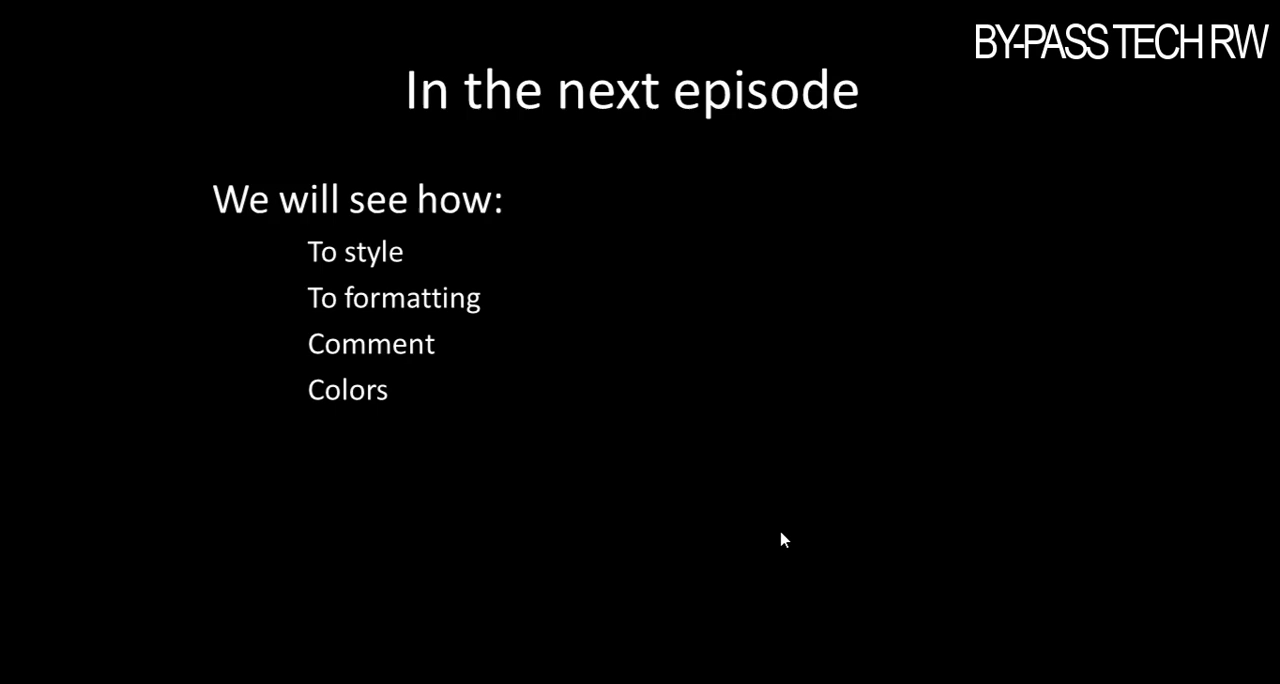 BY-PASS TECH RW
In the next episode
We will see how:
To style
To formatting
Comment
Colors